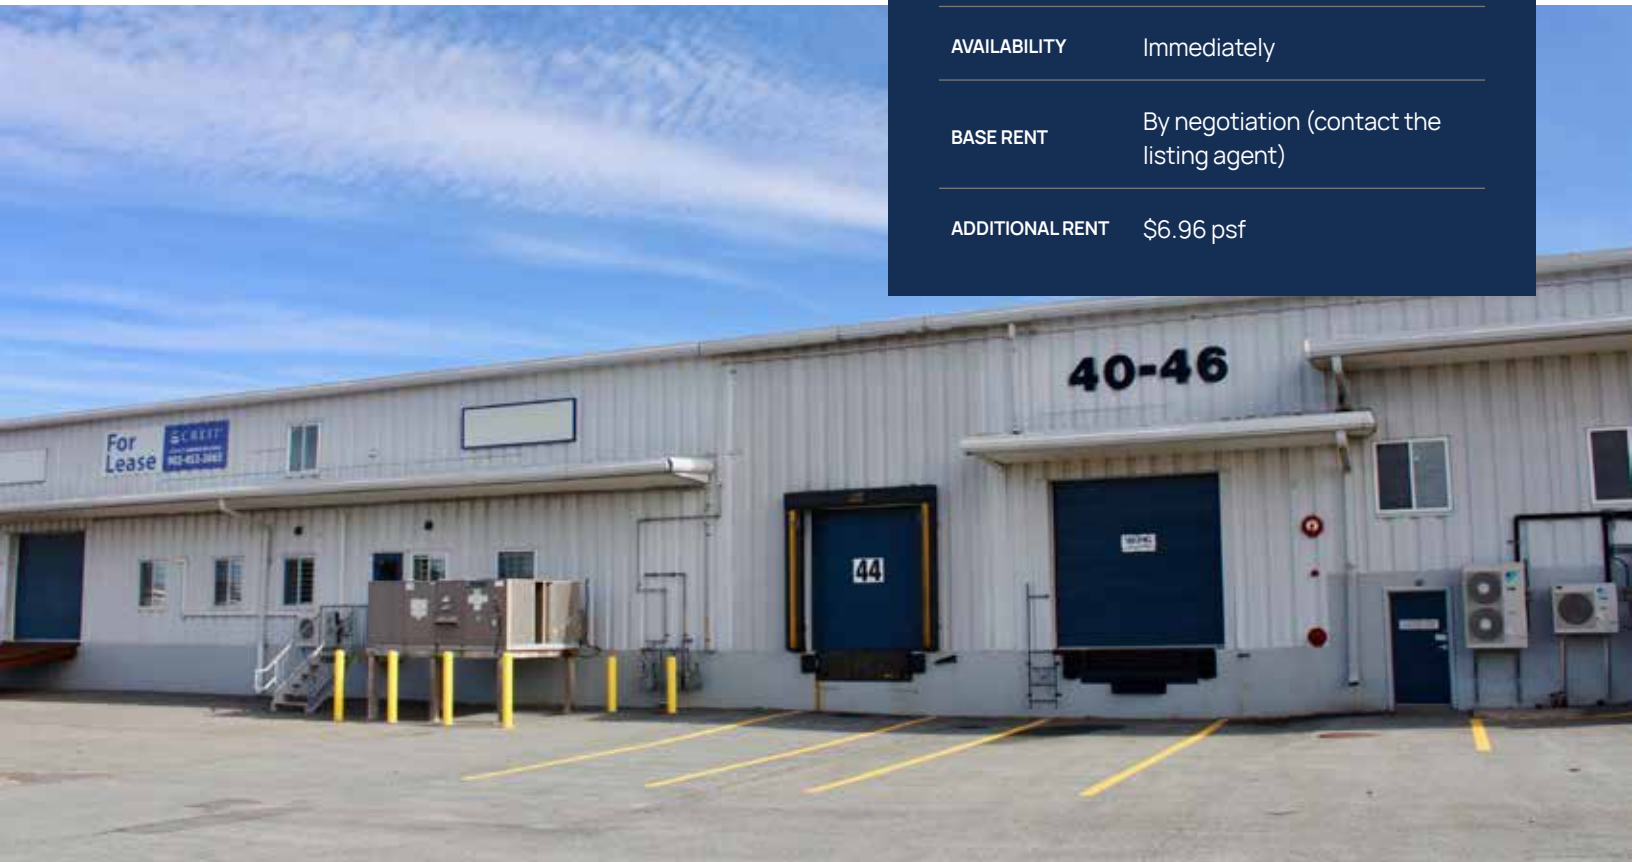 AVAILABILITY Immediately
BASE RENT By negotiation (contact the
listing agent)
ADDITIONAL RENT $6.96 psf
40-46
For
Lease
44